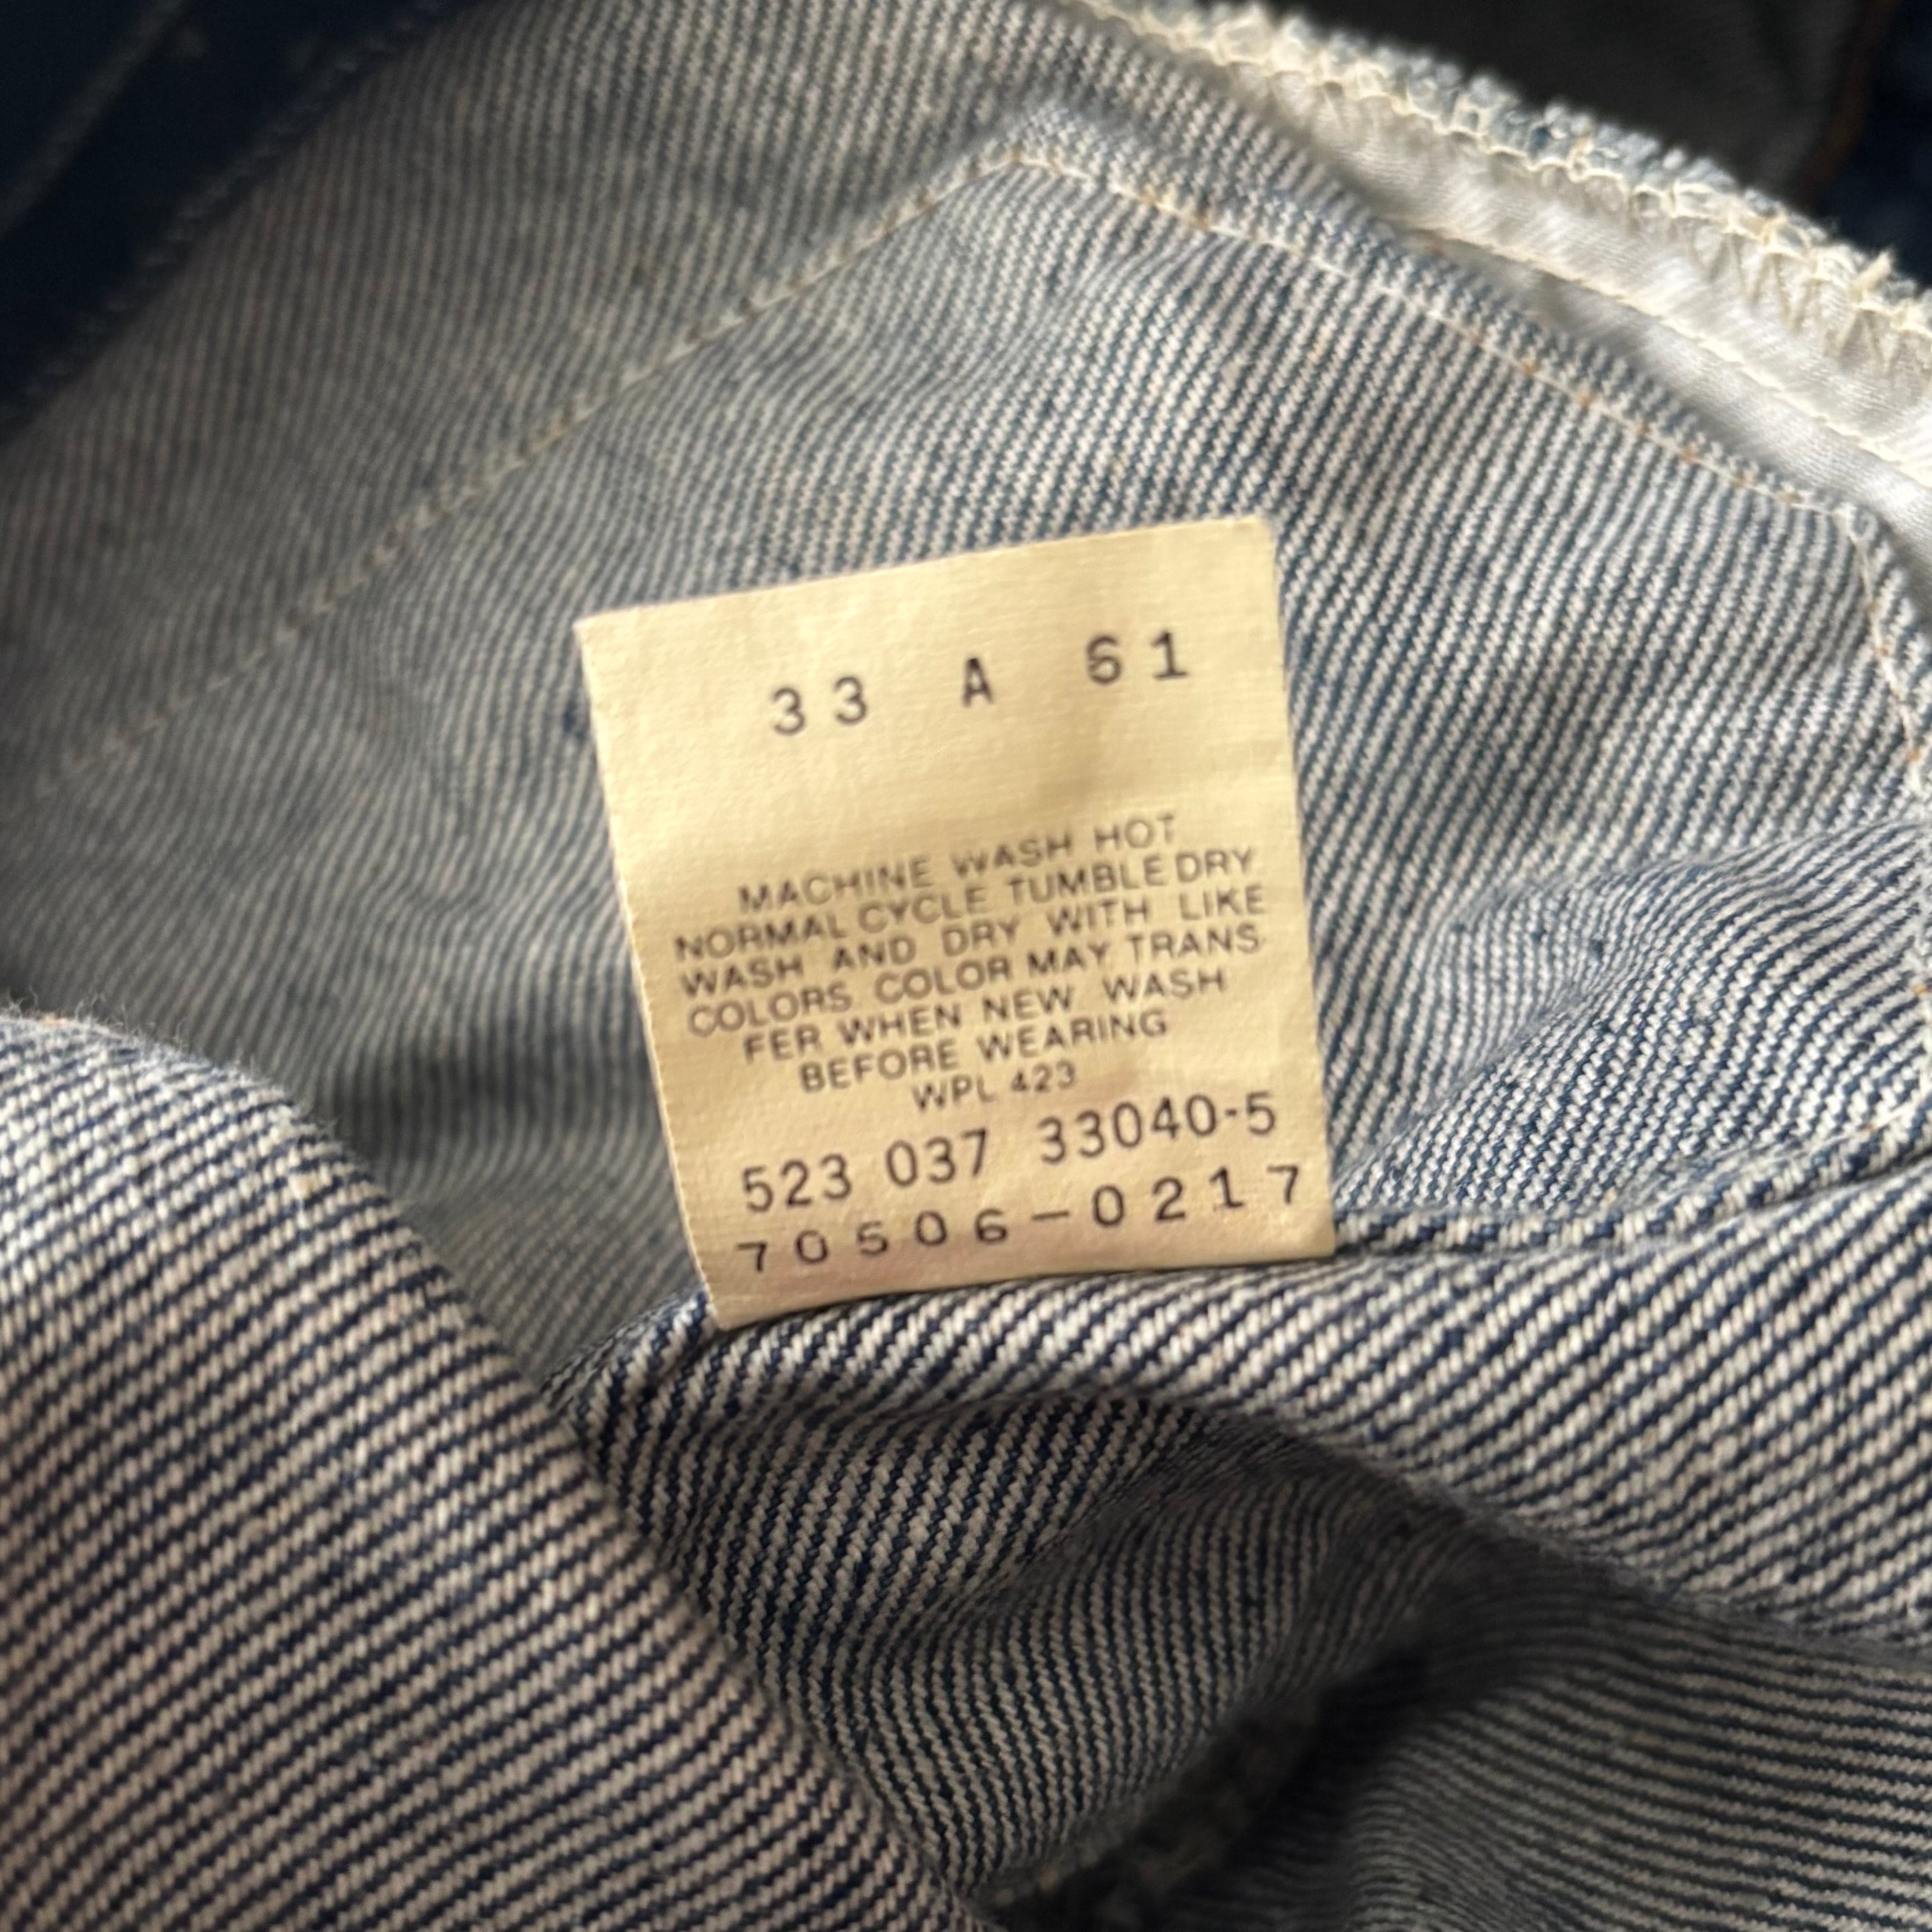 33 A 61
MACHINE WASH HOT
NORMAL CYCLE TUMBLE DRY
WASH AND DRY WITH LIKE
COLORS COLOR MAY TRANS
FER WHEN NEW WASH
BEFORE WEARING
WPL 423
523 037 33040-5
70506-0217